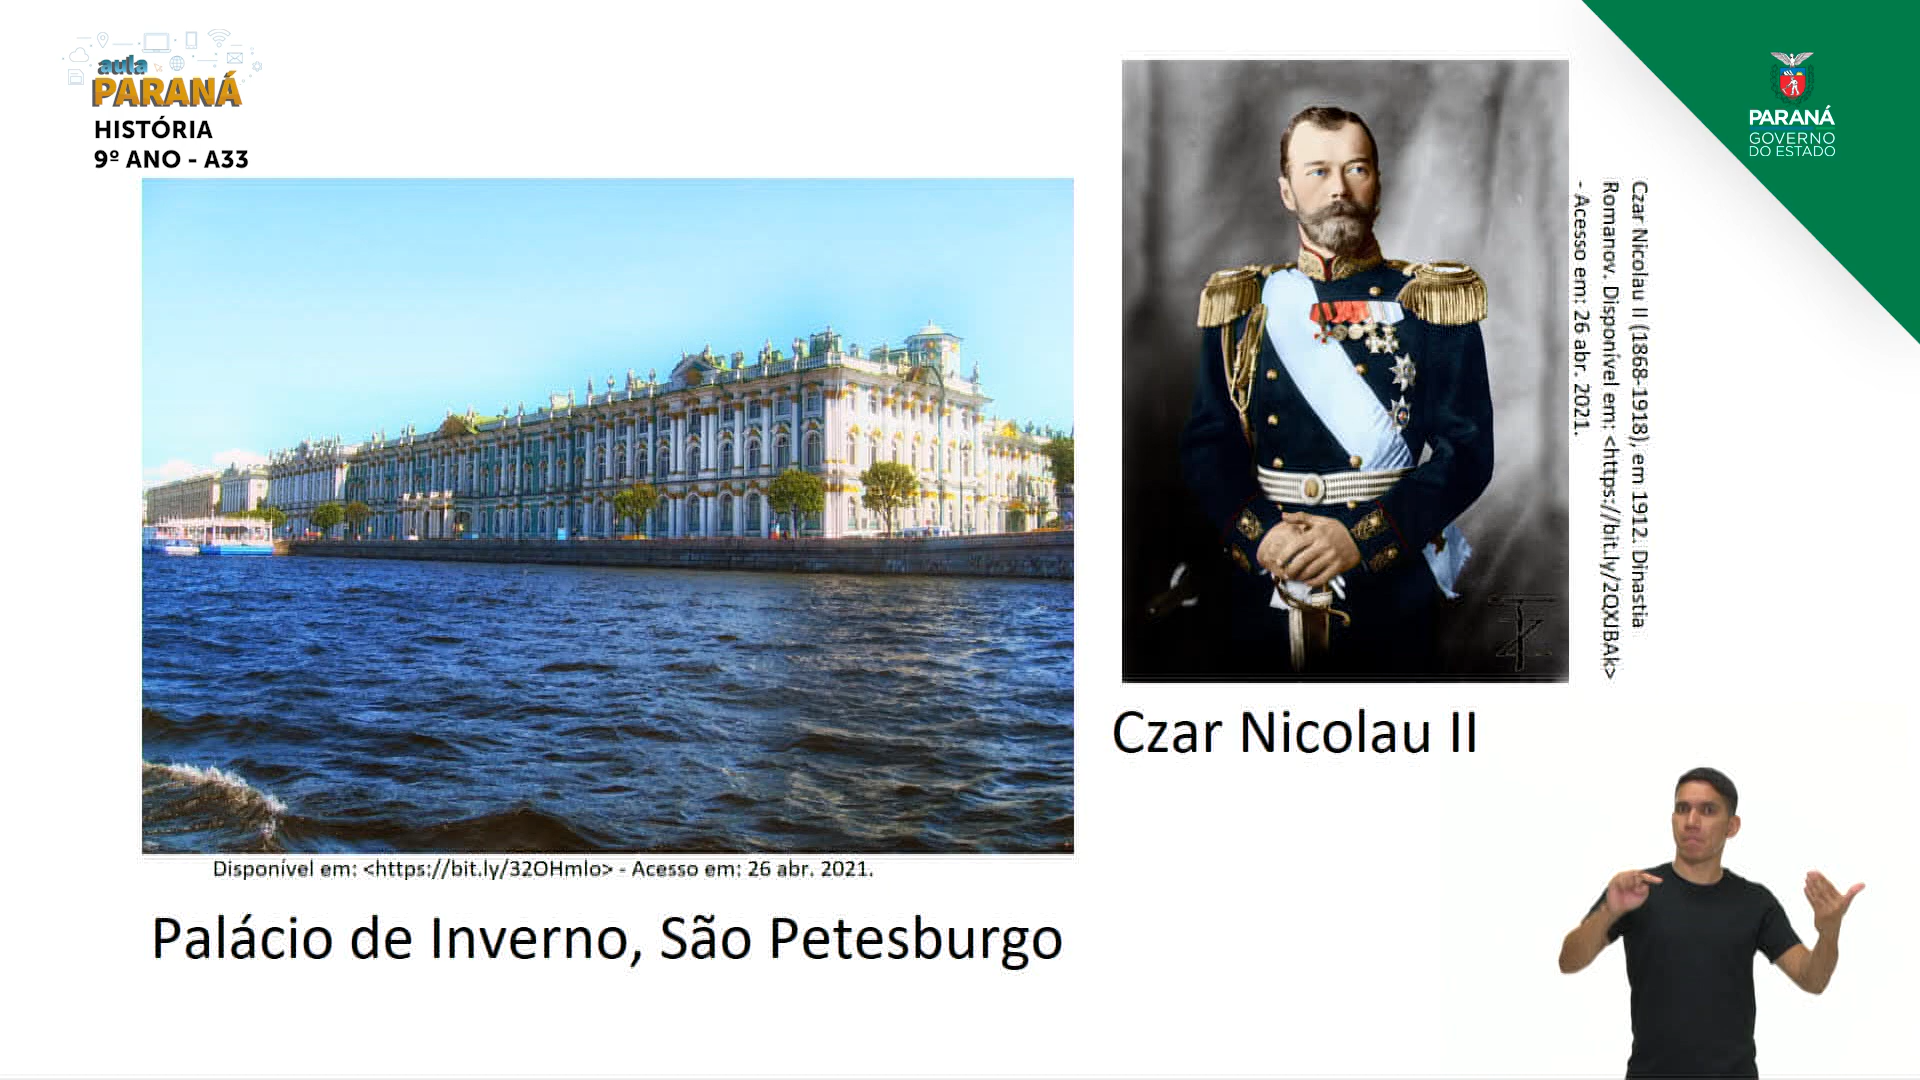 aula
PARANÁ
HISTÓRIA
9º ANO - A33
PARANÁ
GOVERNO
DO ESTADO
Czar Nicolau II (1868-1918), em 1912. Dinastia
Romanov. Disponível em: <https://bit.ly/2QXJBAk>
- Acesso em: 26 abr. 2021.
Czar Nicolau II
Disponível em: <https://bit.ly/32OHmlo> - Acesso em: 26 abr. 2021.
Palácio de Inverno, São Petesburgo